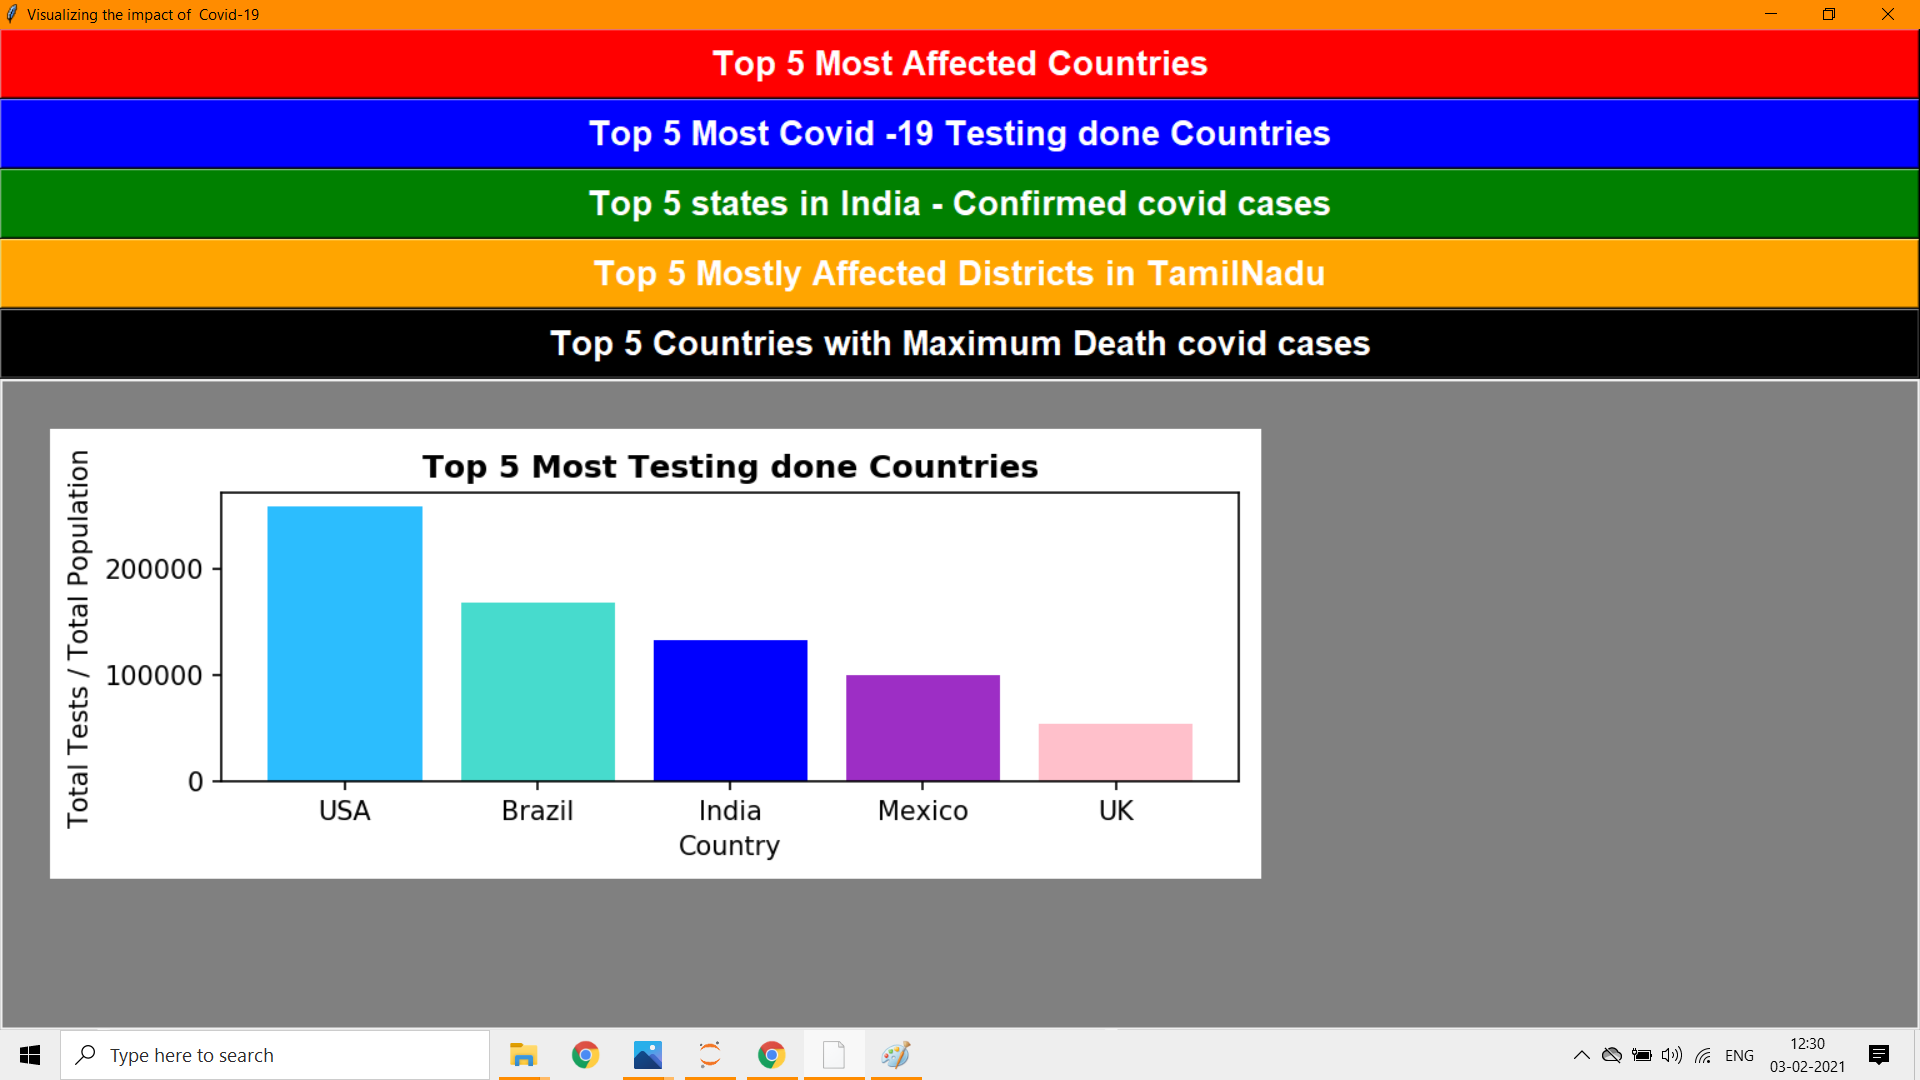 Visualizing the impact of  Covid-19
Top 5 Most Affected Countries
Top 5 Most Covid -19 Testing done Countries
Top 5 states in India - Confirmed covid cases
Top 5 Mostly Affected Districts in TamilNadu
Top 5 Countries with Maximum Death covid cases
Top 5 Most Testing done Countries
Total Tests / Total Population
200000
100000
0
USA Brazil India Mexico UK
Country
Type here to search
ENG
12:30
03-02-2021